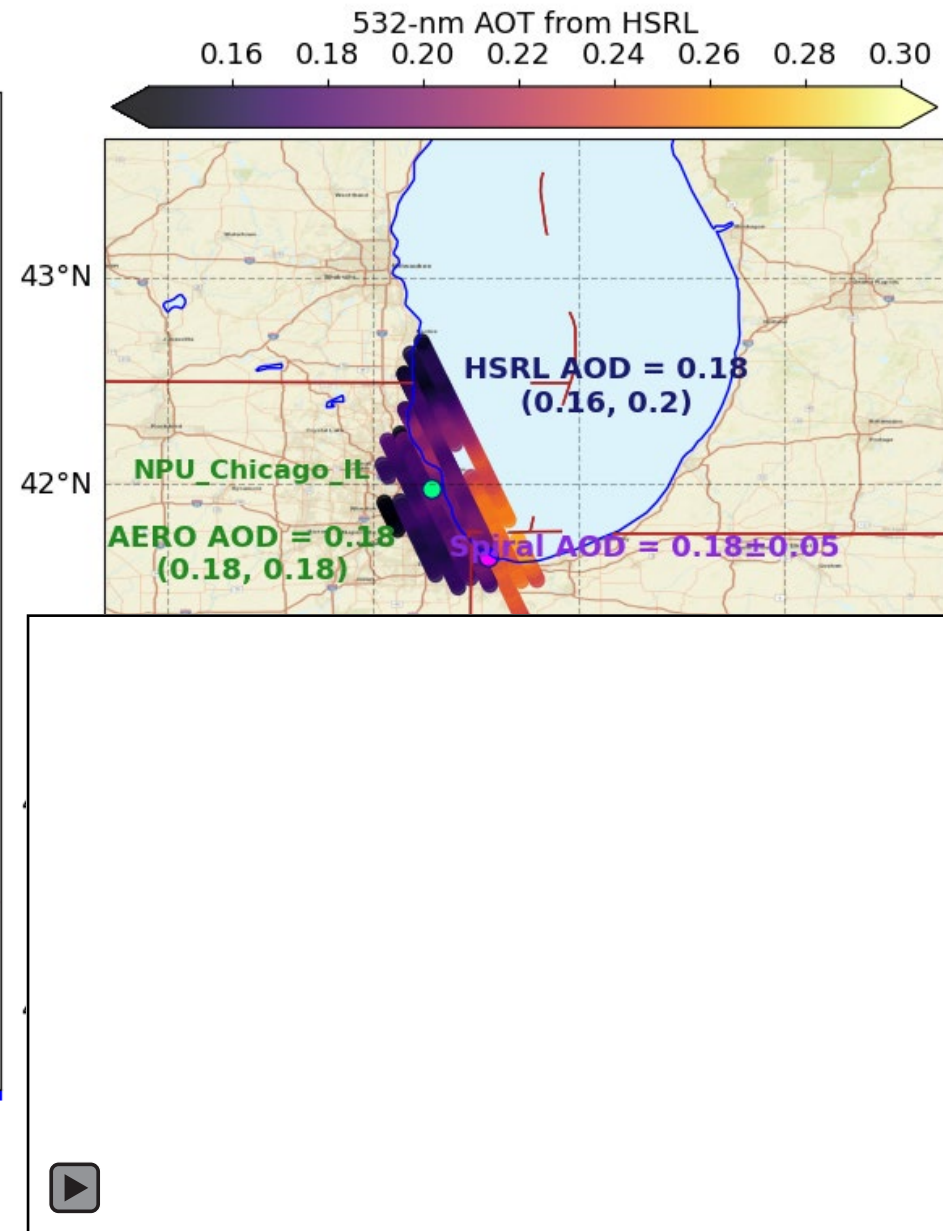 532-nm AOT from HSRL
0.16 0.18 0.20 0.22 0.24 0.26 0.28 0.30
43°N
HSRL AOD = 0.18
(0.16, 0.2)
42°N
NPU_Chicago_IL
AERO AOD = 0.18
(0.18, 0.18)
Spiral AOD = 0.18±0.05